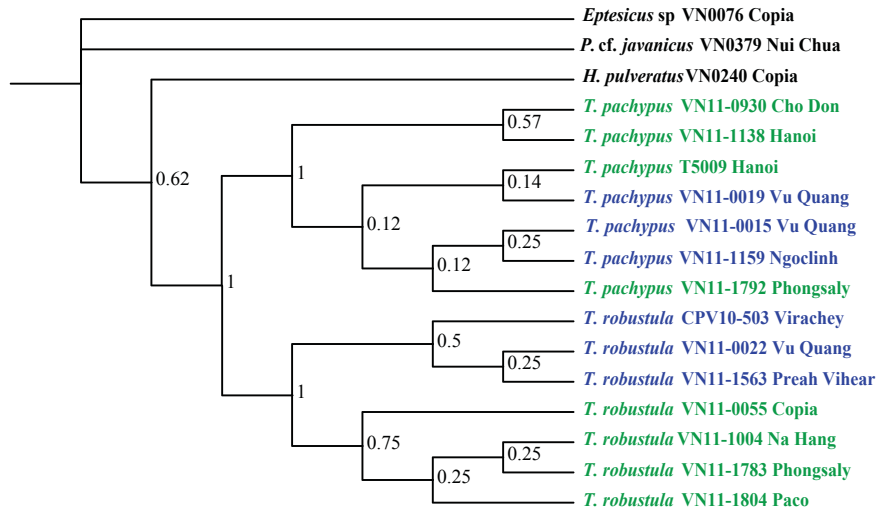 Eptesicus sp VN0076 Copia
P. cf. javanicus VN0379 Nui Chua
H. pulveratus VN0240 Copia
T. pachypus VN11-0930 Cho Don
0.57
T. pachypus VN11-1138 Hanoi
T. pachypus T5009 Hanoi
1
0.62
0.14
T. pachypus VN11-0019 Vu Quang
0.12
T. pachypus VN11-0015 Vu Quang
0.25
T. pachypus VN11-1159 Ngoclinh
0.12
1
T. pachypus VN11-1792 Phongsaly
T. robustula CPV10-503 Virachey
0.5
T. robustula VN11-0022 Vu Quang
0.25
T. robustula VN11-1563 Preah Vihear
1
T. robustula VN11-0055 Copia
0.75
T. robustula VN11-1004 Na Hang
0.25
T. robustula VN11-1783 Phongsaly
0.25
T. robustula VN11-1804 Paco